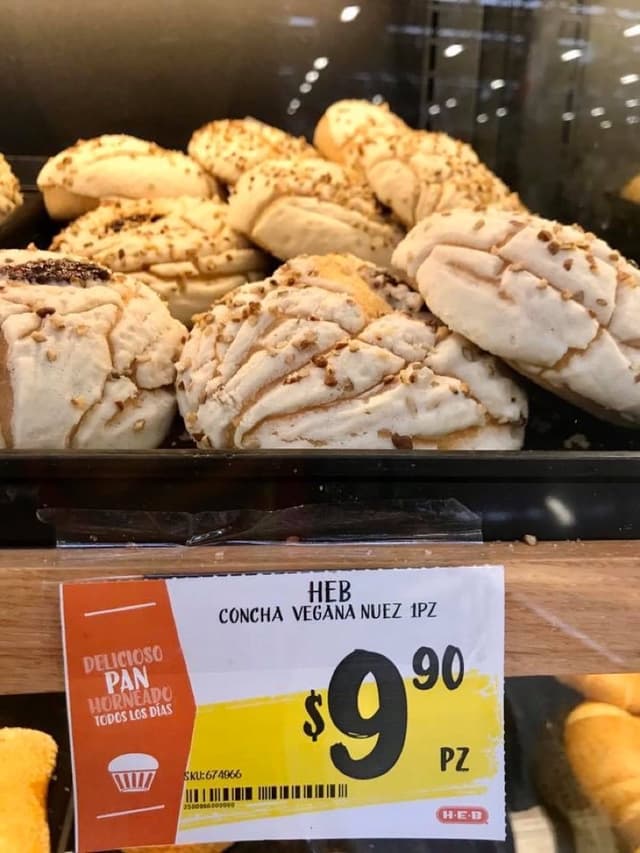 HEB
CONCHA VEGANA NUEZ 1PZ
DELICIOSO
PAN
HORNEADO
TODOS LOS DÍAS
$9.90
PZ
SKU:674966
H-E-B